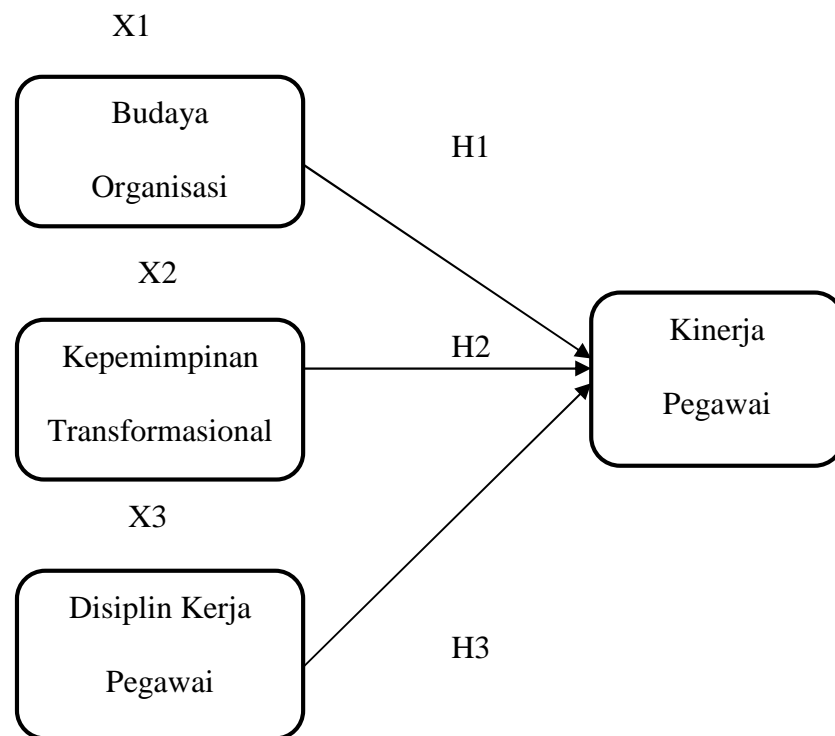 X1
Budaya
Organisasi
H1
X2
Kepemimpinan
Transformasional
H2
Kinerja
Pegawai
X3
Disiplin Kerja
Pegawai
H3